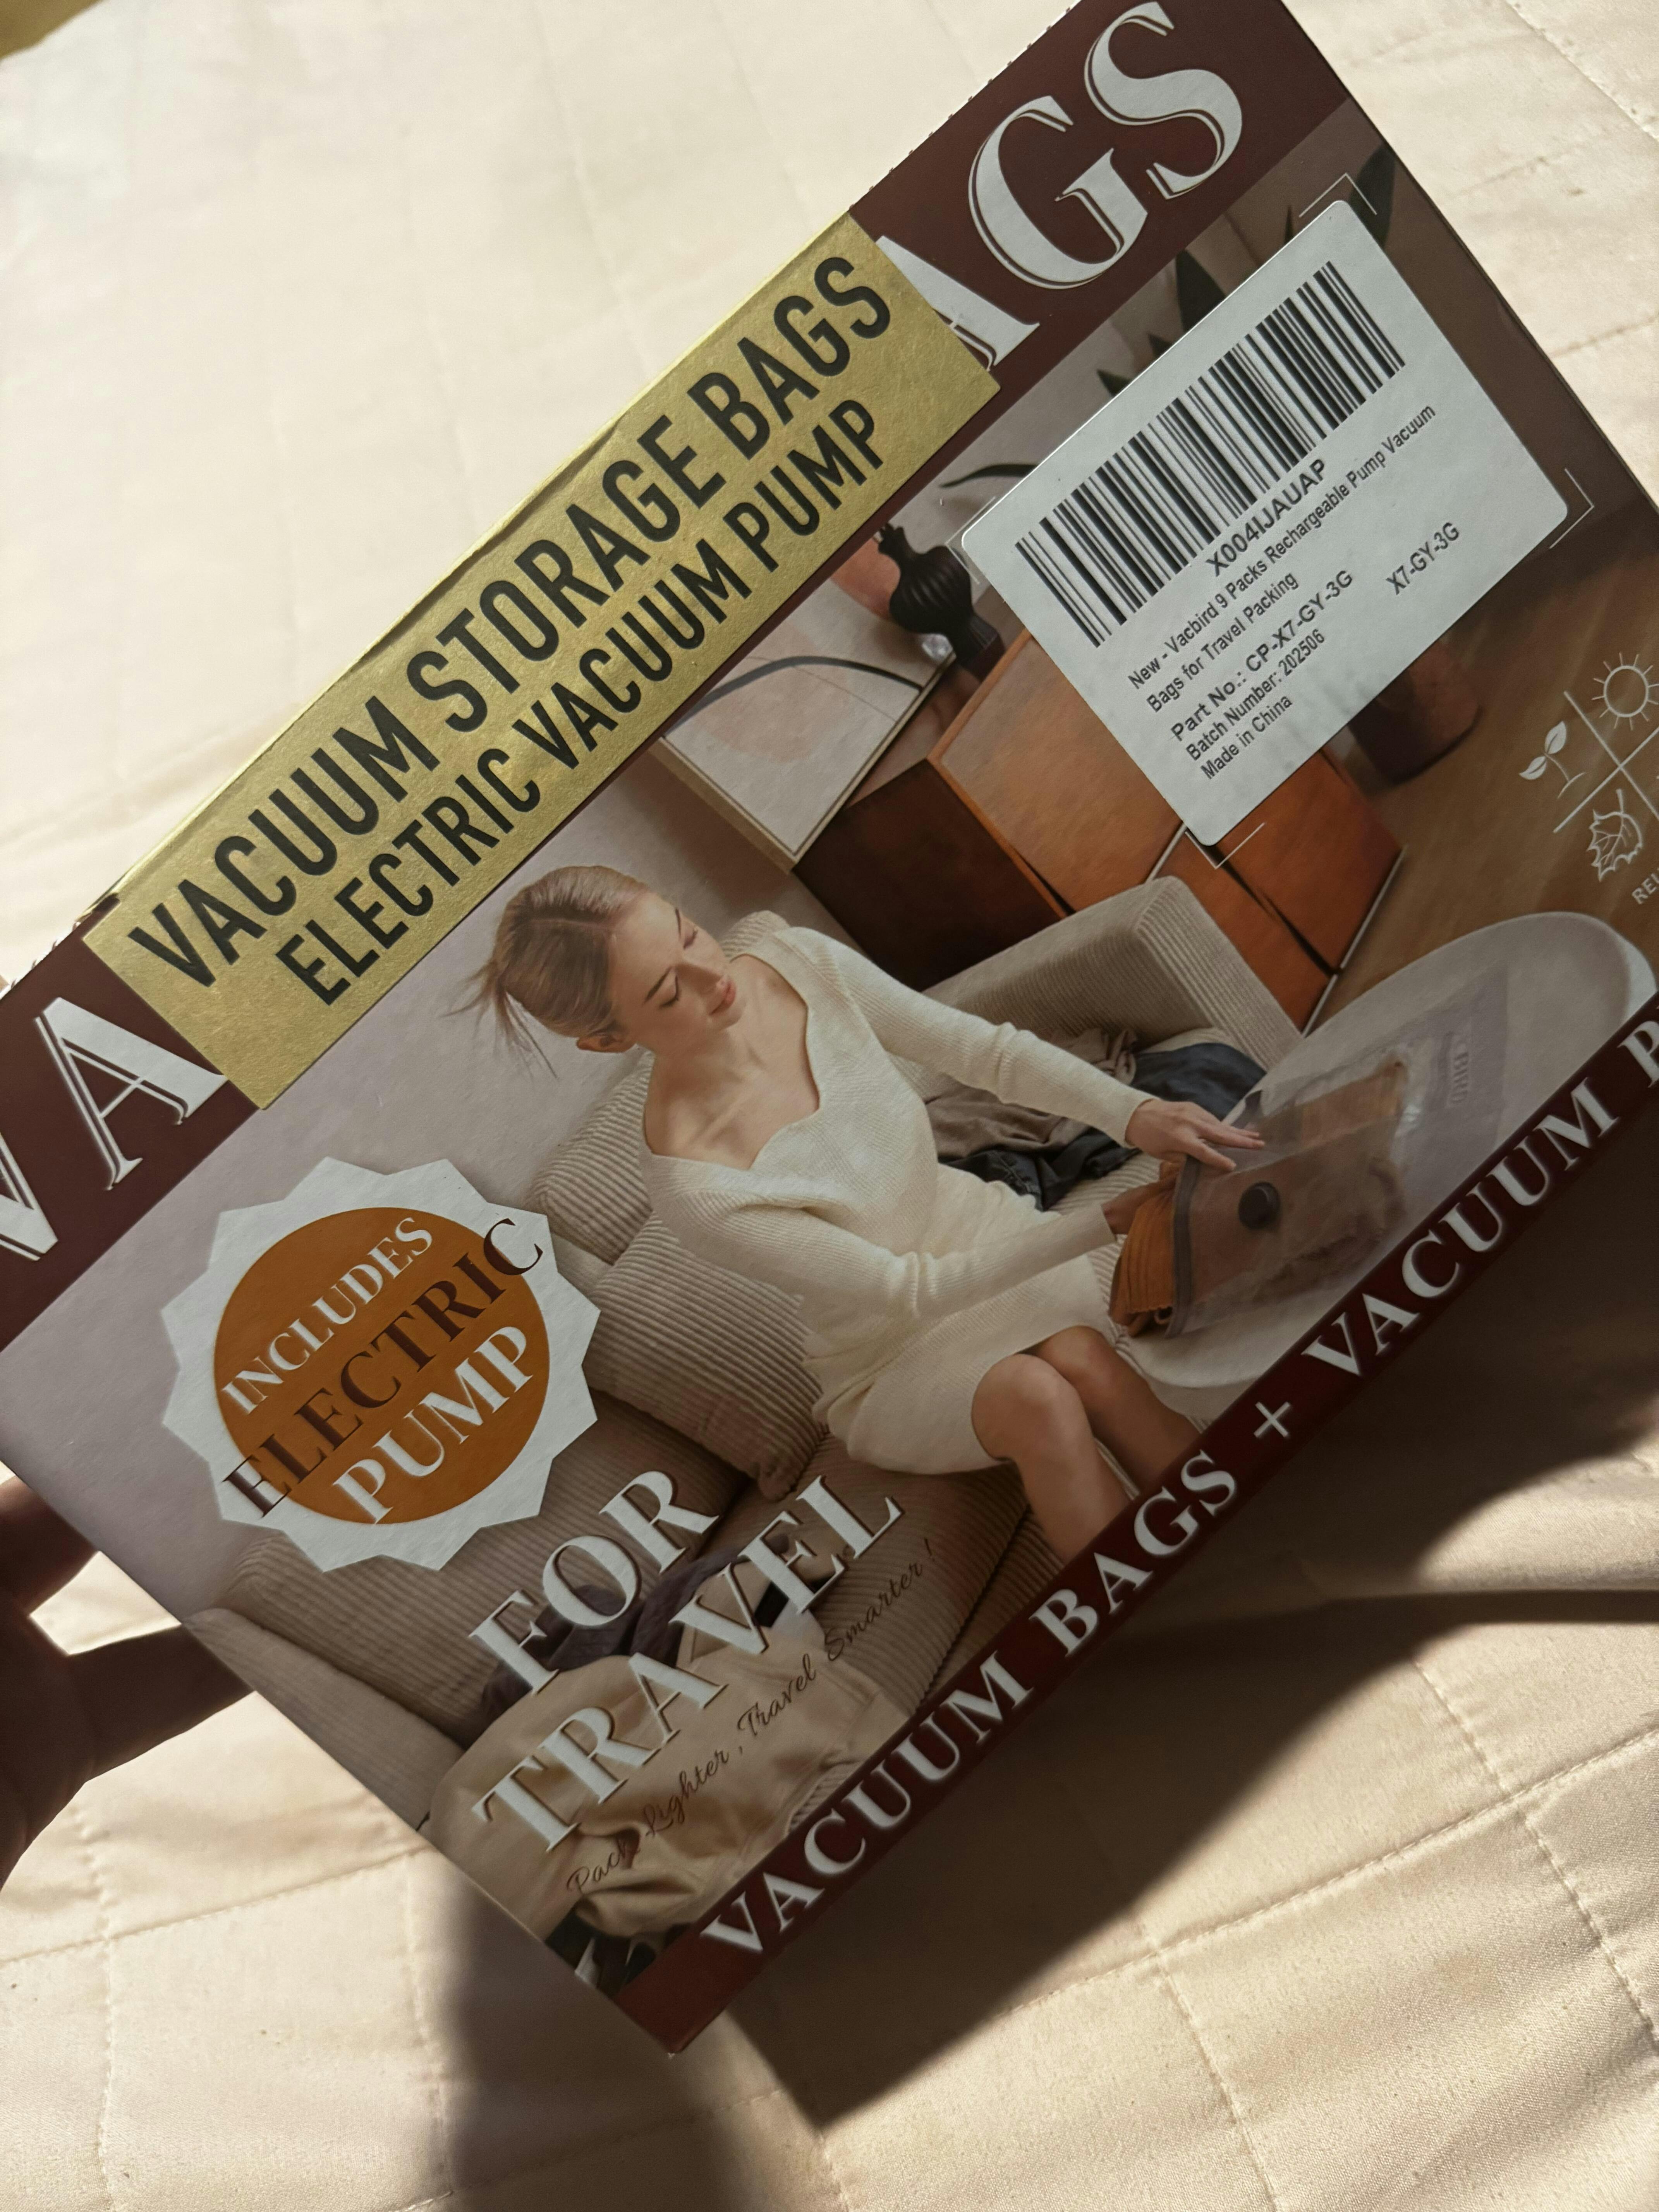 VACUUM STORAGE BAGS
ELECTRIC VACUUM PUMP
VA
AGS
X004IJAUAP
New - Vacbird 9 Packs Rechargeable Pump Vacuum
Bags for Travel Packing
Part No.: CP-X7-GY-3G X7-GY-3G
Batch Number: 202506
Made in China
INCLUDES
ELECTRIC
PUMP
FOR
TRAVEL
Pack Lighter, Travel Smarter !
VACUUM BAGS + VACUUM